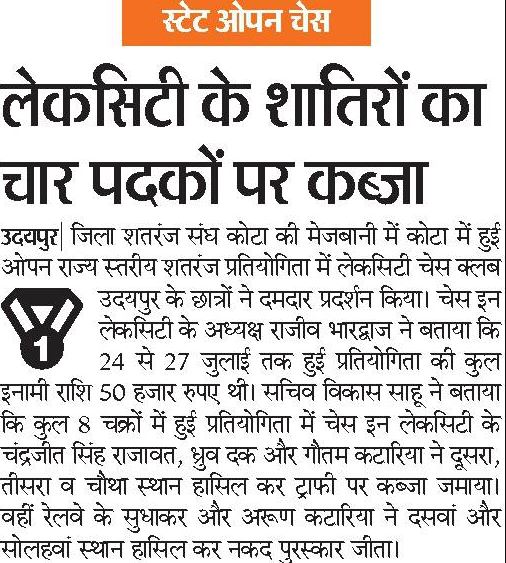 स्टेट ओपन चेस
लेकसिटी के शातिरों का
चार पदकों पर कब्जा
उदयपुर| जिला शतरंज संघ कोटा की मेजबानी में कोटा में हुई
ओपन राज्य स्तरीय शतरंज प्रतियोगिता में लेकसिटी चेस क्लब
उदयपुर के छात्रों ने दमदार प्रदर्शन किया। चेस इन
लेकसिटी के अध्यक्ष राजीव भारद्वाज ने बताया कि
1
24 से 27 जुलाई तक हुई प्रतियोगिता की कुल
इनामी राशि 50 हजार रुपए थी। सचिव विकास साहू ने बताया
कि कुल 8 चक्रों में हुई प्रतियोगिता में चेस इन लेकसिटी के
चंद्रजीत सिंह राजावत, ध्रुव दक और गौतम कटारिया ने दूसरा,
तीसरा व चौथा स्थान हासिल कर ट्राफी पर कब्जा जमाया।
वहीं रेलवे के सुधाकर और अरूण कटारिया ने दसवां और
सोलहवां स्थान हासिल कर नकद पुरस्कार जीता।